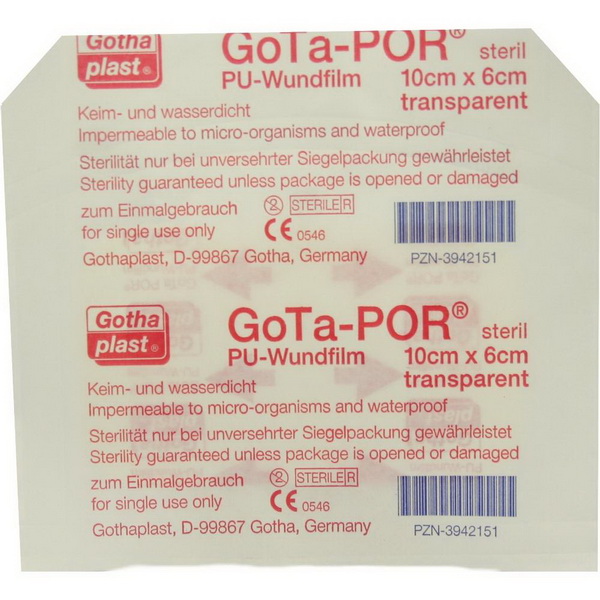 Gotha
plast®
GoTa-POR® steril
PU-Wundfilm 10cm x 6cm
transparent
Keim- und wasserdicht
Impermeable to micro-organisms and waterproof
Sterilität nur bei unversehrter Siegelpackung gewährleistet
Sterility guaranteed unless package is opened or damaged
zum Einmalgebrauch 2 STERILE R
for single use only CE 0546
Gothaplast, D-99867 Gotha, Germany PZN-3942151
Gotha
plast®
GoTa-POR® steril
PU-Wundfilm 10cm x 6cm
transparent
Keim- und wasserdicht
Impermeable to micro-organisms and waterproof
Sterilität nur bei unversehrter Siegelpackung gewährleistet
Sterility guaranteed unless package is opened or damaged
zum Einmalgebrauch 2 STERILE R
for single use only CE 0546
Gothaplast, D-99867 Gotha, Germany PZN-3942151